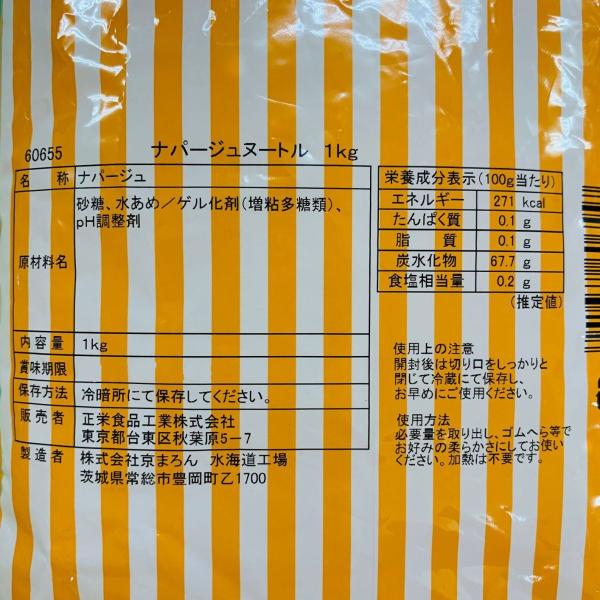 60655
ナパージュヌートル 1kg
名 称 ナパージュ
原材料名 砂糖、水あめ/ゲル化剤(増粘多糖類)、
pH調整剤
内容量 1kg
賞味期限
保存方法 冷暗所にて保存してください。
販売者 正栄食品工業株式会社
東京都台東区秋葉原5-7
製造者 株式会社京まろん 水海道工場
茨城県常総市豊岡町乙1700
栄養成分表示(100g当たり)
エネルギー 271 kcal
たんぱく質 0.1 g
脂 質 0.1 g
炭水化物 67.7 g
食塩相当量 0.2 g
(推定値)
使用上の注意
開封後は切り口をしっかりと
閉じて冷蔵にて保存し、
お早めにご使用ください。
使用方法
必要量を取り出し、ゴムへら等で
お好みの柔らかさにしてお使い
ください。加熱は不要です。